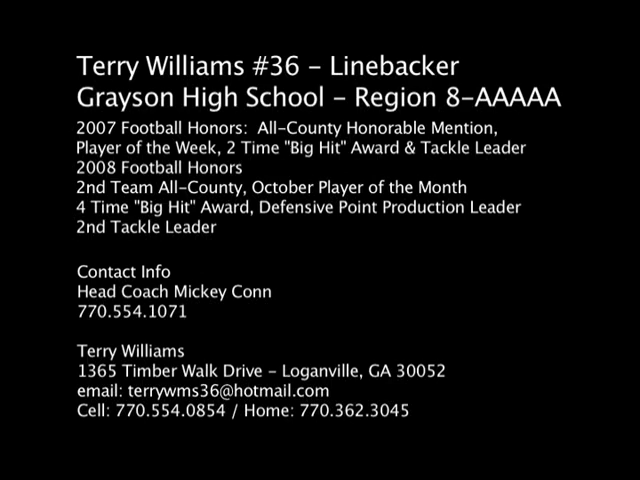 Terry Williams #36 - Linebacker
Grayson High School - Region 8-AAAAA
2007 Football Honors:  All-County Honorable Mention,
Player of the Week, 2 Time "Big Hit" Award & Tackle Leader
2008 Football Honors
2nd Team All-County, October Player of the Month
4 Time "Big Hit" Award, Defensive Point Production Leader
2nd Tackle Leader
Contact Info
Head Coach Mickey Conn
770.554.1071
Terry Williams
1365 Timber Walk Drive - Loganville, GA 30052
email: terrywms36@hotmail.com
Cell: 770.554.0854 / Home: 770.362.3045